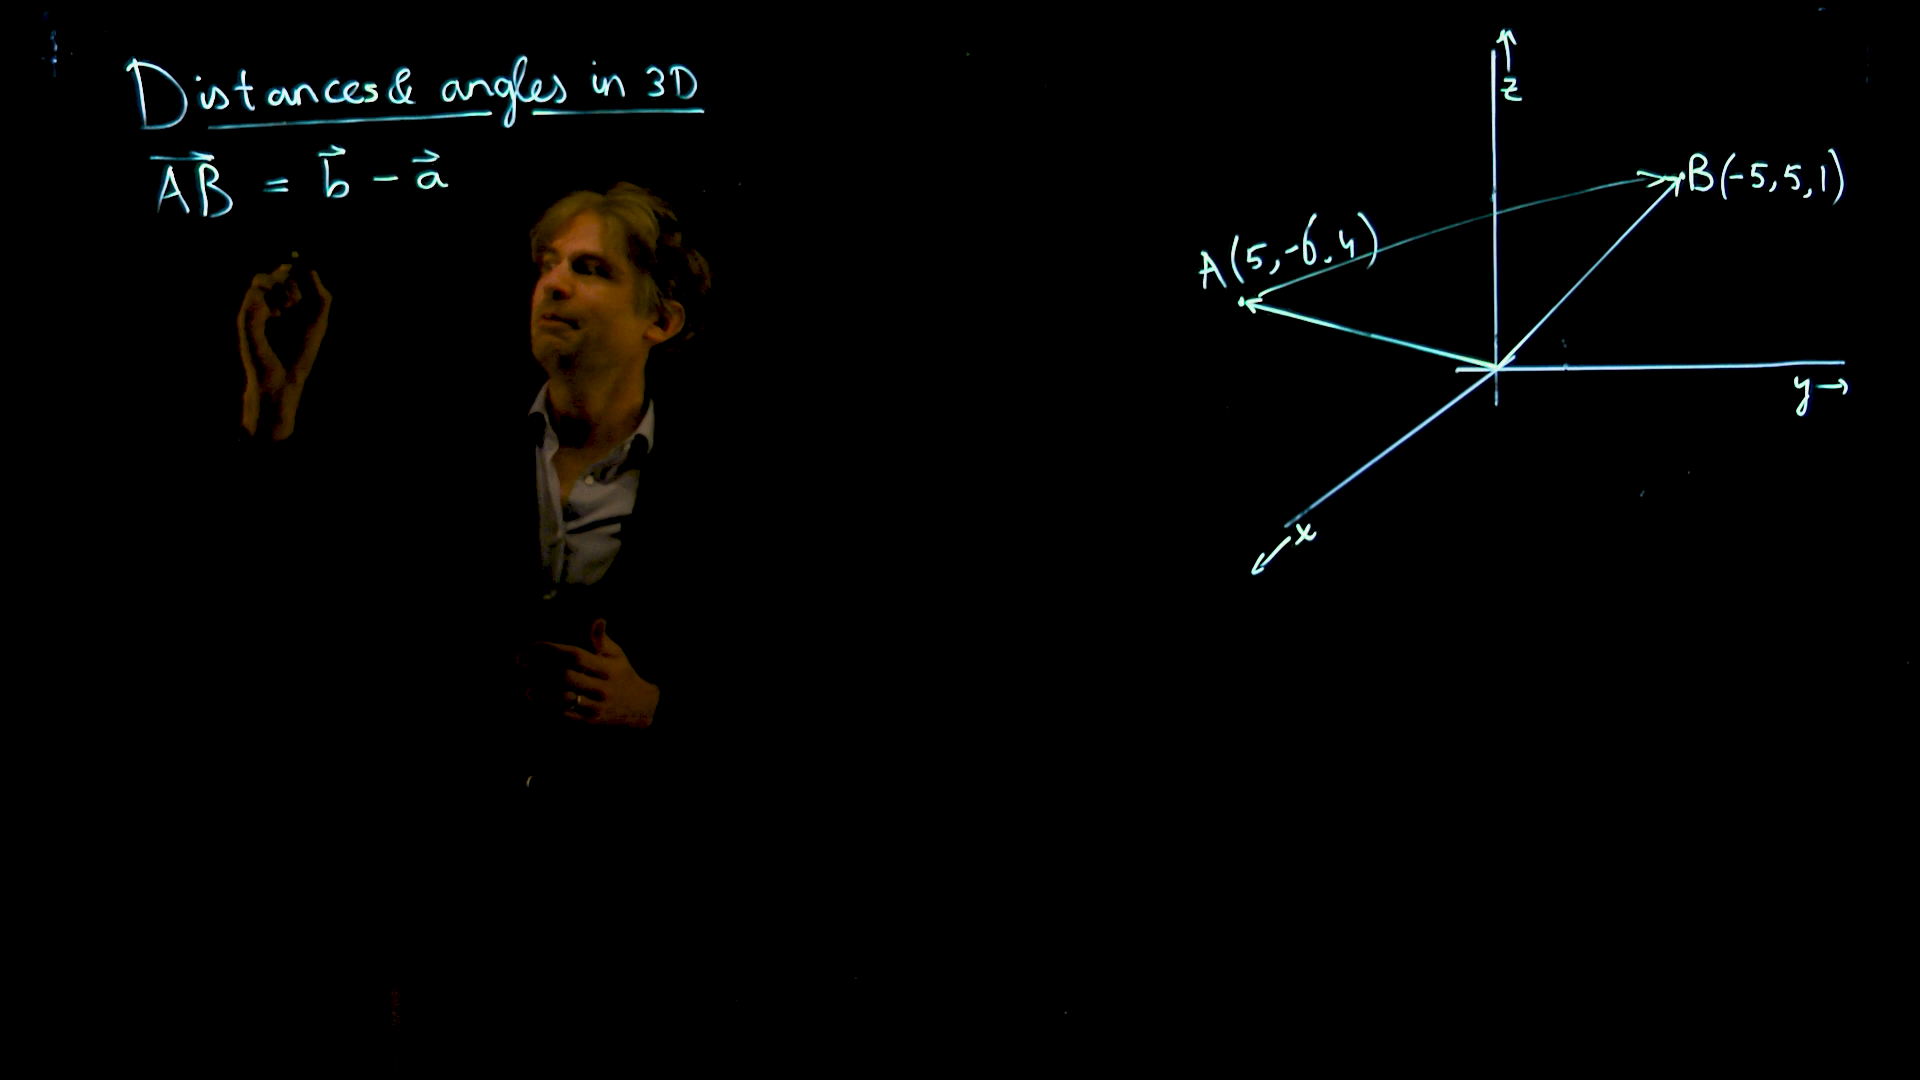 Distances & angles in 3D
AB = b - a
z
B(-5,5,1)
A(5,-6,4)
y→
x